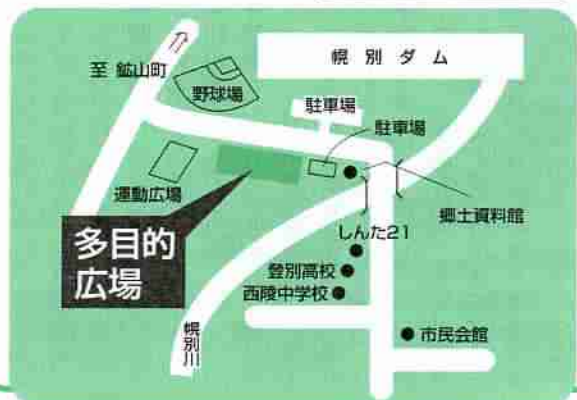 至 鉱山町
幌別ダム
野球場
駐車場
駐車場
運動広場
郷土資料館
多目的
広場
しんた21
登別高校
西陵中学校
幌別川
市民会館